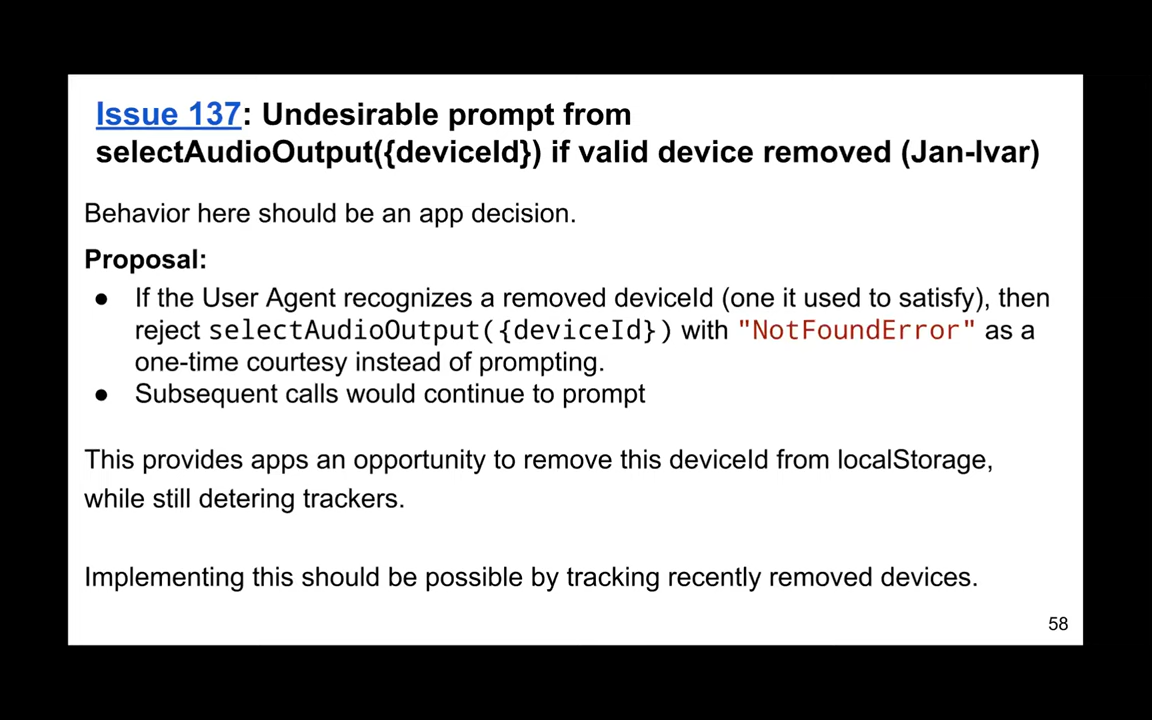 Issue 137: Undesirable prompt from
selectAudioOutput({deviceId}) if valid device removed (Jan-Ivar)
Behavior here should be an app decision.
Proposal:
● If the User Agent recognizes a removed deviceId (one it used to satisfy), then
reject selectAudioOutput({deviceId}) with "NotFoundError" as a
one-time courtesy instead of prompting.
● Subsequent calls would continue to prompt
This provides apps an opportunity to remove this deviceId from localStorage,
while still detering trackers.
Implementing this should be possible by tracking recently removed devices.
58